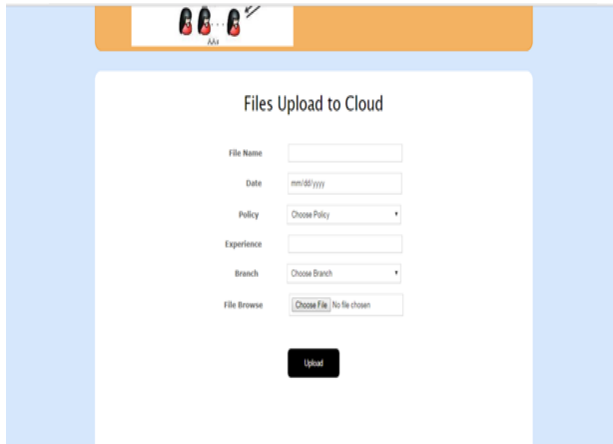 AAs
Files Upload to Cloud
File Name
Date mm/dd/yyyy
Policy Choose Policy
Experience
Branch Choose Branch
File Browse Choose File No file chosen
Upload